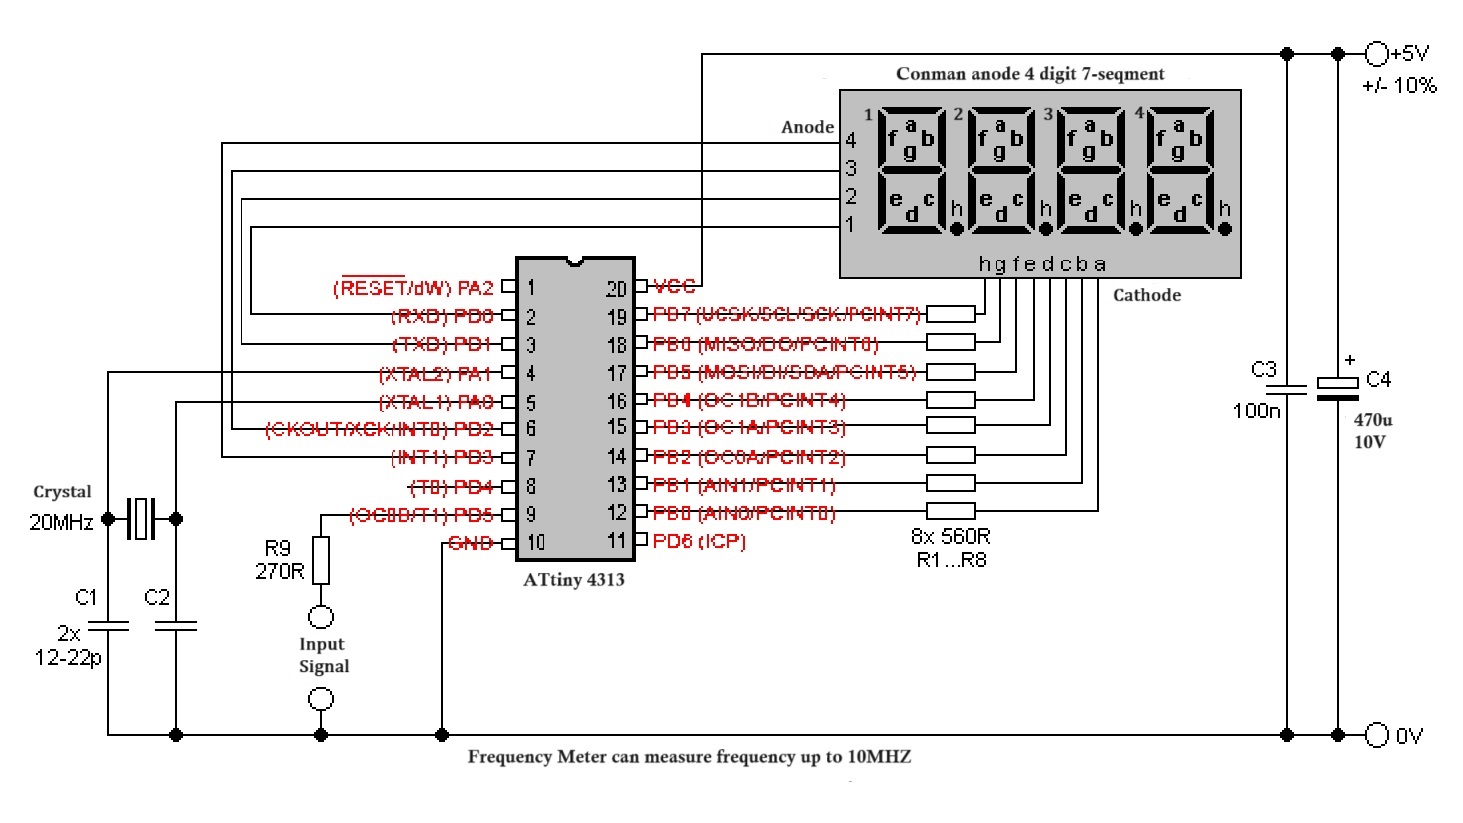 +5V
+/- 10%
Conman anode 4 digit 7-seqment
Anode
1 2 3 4
a a a a
f b f b f b f b
g g g g
4
3
2
1
e c e c e c e c
d d d d
h h h h
h g f e d c b a
Cathode
(RESET/dW) PA2 1 20 VCC
(RXD) PD0 2 19 PB7 (UCSK/SCL/SCK/PCINT7)
(TXD) PD1 3 18 PB6 (MISO/DO/PCINT6)
(XTAL2) PA1 4 17 PB5 (MOSI/DI/SDA/PCINT5)
(XTAL1) PA0 5 16 PB4 (OC1B/PCINT4)
(CKOUT/XCK/INT0) PD2 6 15 PB3 (OC1A/PCINT3)
(INT1) PD3 7 14 PB2 (OC0A/PCINT2)
(T0) PD4 8 13 PB1 (AIN1/PCINT1)
(OC0B/T1) PD5 9 12 PB0 (AIN0/PCINT0)
GND 10 11 PD6 (ICP)
ATtiny 4313
8x 560R
R1...R8
C3
100n
+
C4
470u
10V
Crystal
20MHz
R9
270R
C1 C2
2x
12-22p
Input
Signal
0V
Frequency Meter can measure frequency up to 10MHZ